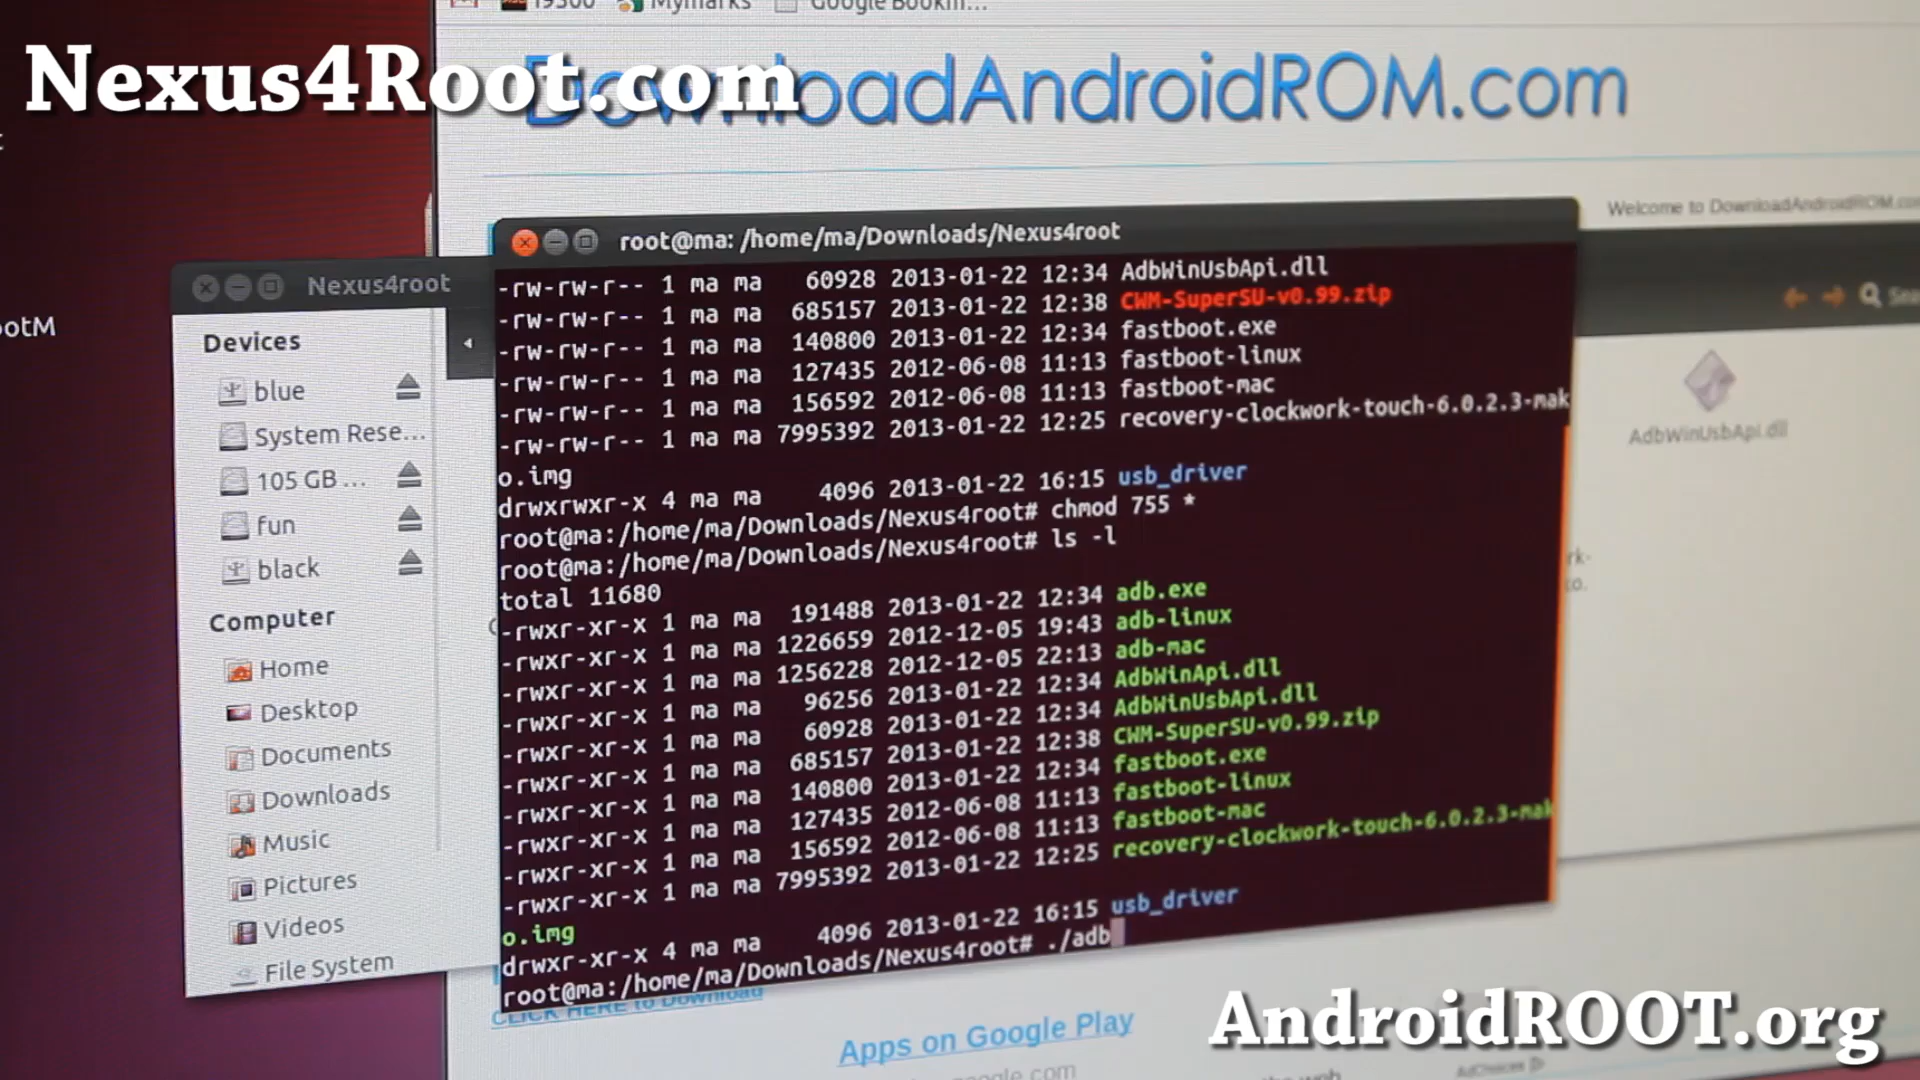 19300 Mymarks Google Bookm...
Nexus4Root.com
DownloadAndroidROM.com
Welcome to DownloadAndroidROM.com
root@ma: /home/ma/Downloads/Nexus4root
Nexus4root
ootM
Devices
blue
System Rese...
105 GB ...
fun
black
Computer
Home
Desktop
Documents
Downloads
Music
Pictures
Videos
File System
-rw-rw-r-- 1 ma ma 60928 2013-01-22 12:34 AdbWinUsbApi.dll
-rw-rw-r-- 1 ma ma 685157 2013-01-22 12:38 CWM-SuperSU-v0.99.zip
-rw-rw-r-- 1 ma ma 140800 2013-01-22 12:34 fastboot.exe
-rw-rw-r-- 1 ma ma 127435 2012-06-08 11:13 fastboot-linux
-rw-rw-r-- 1 ma ma 156592 2012-06-08 11:13 fastboot-mac
-rw-rw-r-- 1 ma ma 7995392 2013-01-22 12:25 recovery-clockwork-touch-6.0.2.3-mak
o.img
drwxrwxr-x 4 ma ma 4096 2013-01-22 16:15 usb_driver
root@ma:/home/ma/Downloads/Nexus4root# chmod 755 *
root@ma:/home/ma/Downloads/Nexus4root# ls -l
total 11680
-rwxr-xr-x 1 ma ma 191488 2013-01-22 12:34 adb.exe
-rwxr-xr-x 1 ma ma 1226659 2012-12-05 19:43 adb-linux
-rwxr-xr-x 1 ma ma 1256228 2012-12-05 22:13 adb-mac
-rwxr-xr-x 1 ma ma 96256 2013-01-22 12:34 AdbWinApi.dll
-rwxr-xr-x 1 ma ma 60928 2013-01-22 12:34 AdbWinUsbApi.dll
-rwxr-xr-x 1 ma ma 685157 2013-01-22 12:38 CWM-SuperSU-v0.99.zip
-rwxr-xr-x 1 ma ma 140800 2013-01-22 12:34 fastboot.exe
-rwxr-xr-x 1 ma ma 127435 2012-06-08 11:13 fastboot-linux
-rwxr-xr-x 1 ma ma 156592 2012-06-08 11:13 fastboot-mac
-rwxr-xr-x 1 ma ma 7995392 2013-01-22 12:25 recovery-clockwork-touch-6.0.2.3-mak
o.img
drwxr-xr-x 4 ma ma 4096 2013-01-22 16:15 usb_driver
root@ma:/home/ma/Downloads/Nexus4root# ./adb
AdbWinUsbApi.dll
CLICK HERE to Download
Apps on Google Play
AdChoices
AndroidROOT.org